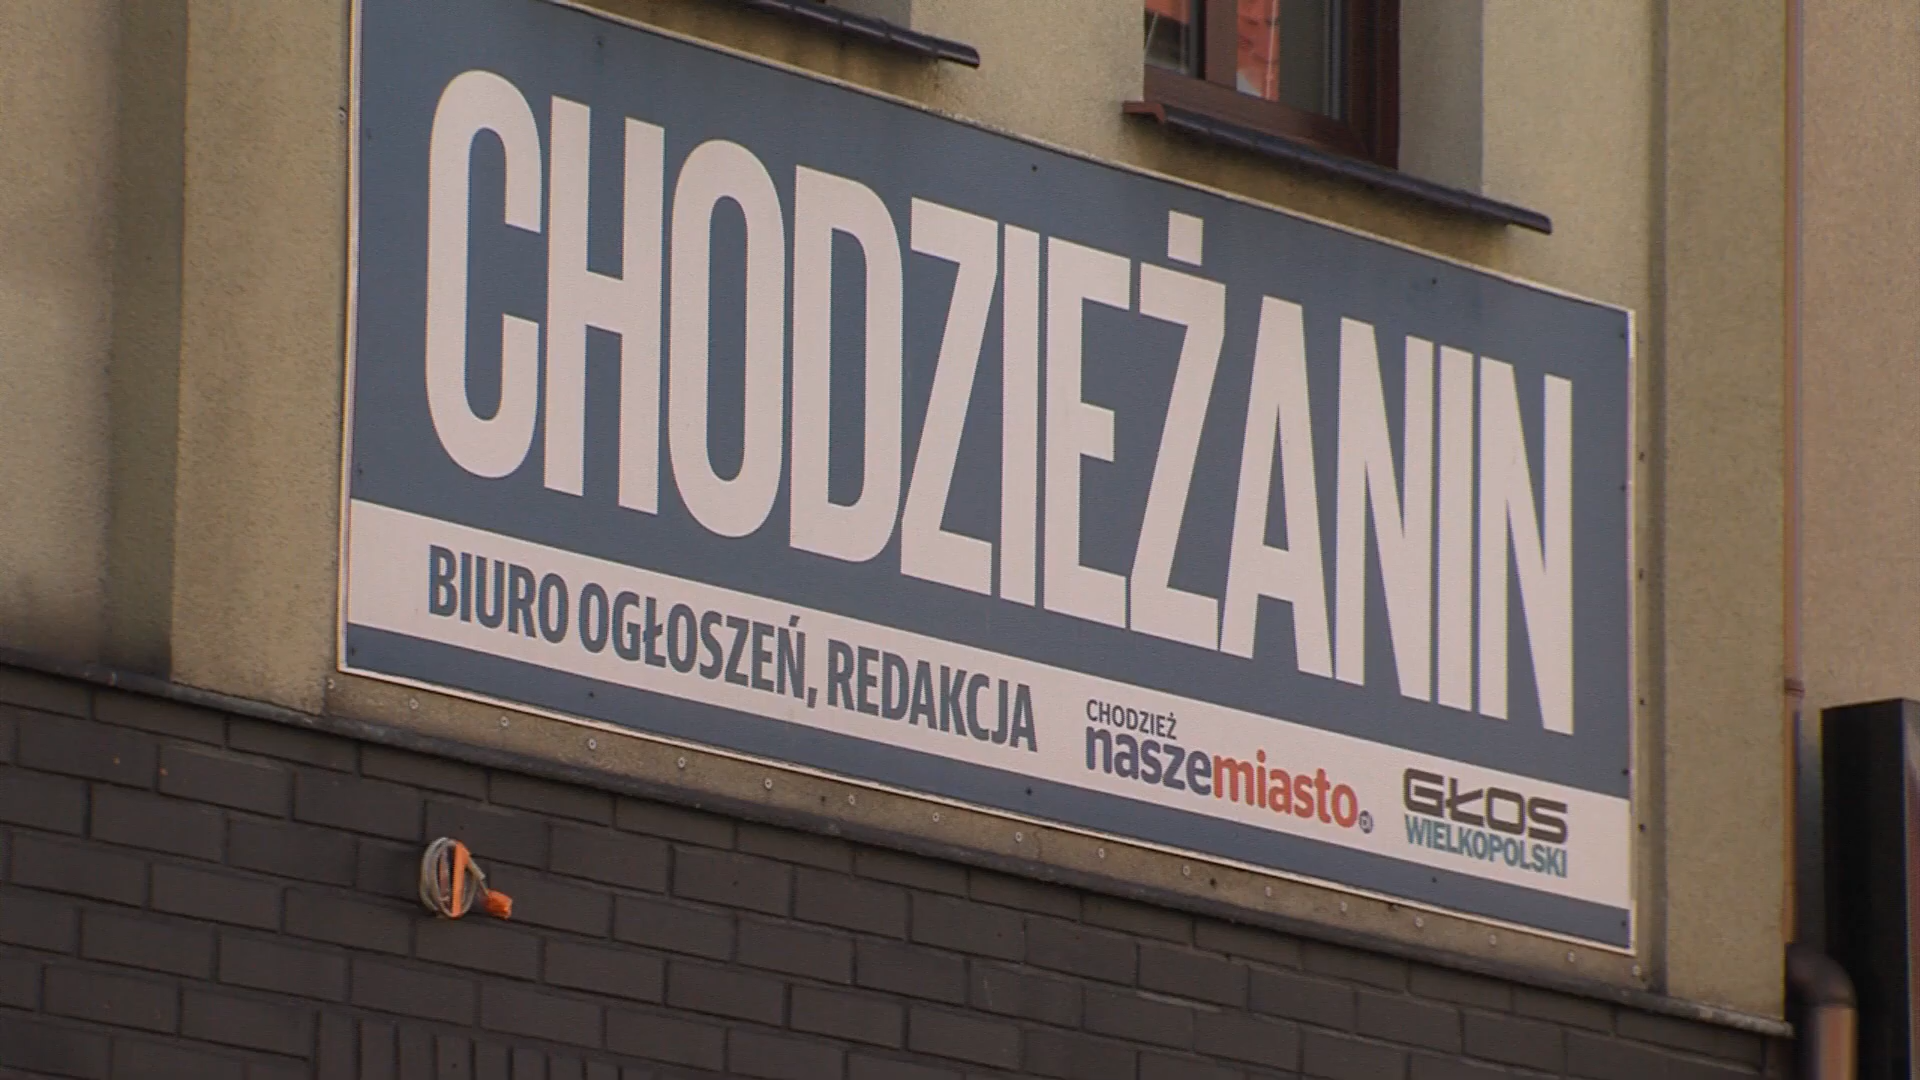 CHODZIEŻANIN
BIURO OGŁOSZEŃ, REDAKCJA
CHODZIEŻ
naszemiasto.pl
GŁOS
WIELKOPOLSKI